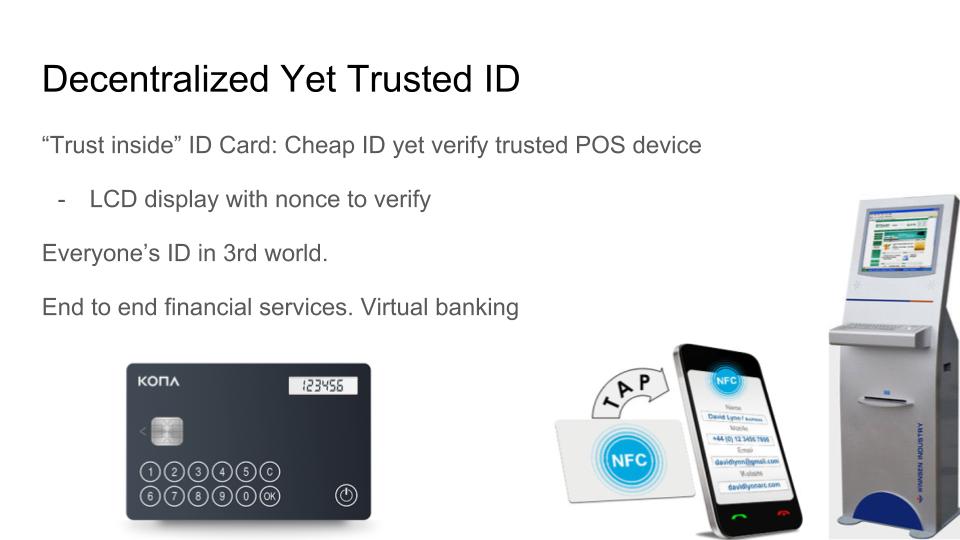 Decentralized Yet Trusted ID
“Trust inside” ID Card: Cheap ID yet verify trusted POS device
- LCD display with nonce to verify
Everyone’s ID in 3rd world.
End to end financial services. Virtual banking
KONA
123456
1 2 3 4 5 C
6 7 8 9 0 OK
TAP
NFC
NFC
Name
David Lynn
Mobile
+44 (0) 12 3456 7898
Email
davidlynn@gmail.com
Website
davidlynnarc.com
WINNSEN INDUSTRY